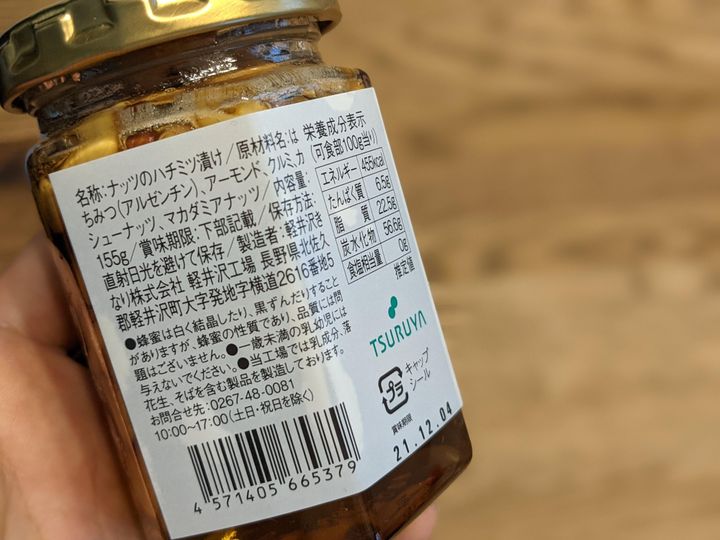 名称:ナッツのハチミツ漬け/原材料名:は
ちみつ(アルゼンチン)、アーモンド、クルミ、カ
シューナッツ、マカダミアナッツ/内容量:
155g/賞味期限:下部記載/保存方法:
直射日光を避けて保存/製造者:軽井沢き
なり株式会社 軽井沢工場 長野県北佐久
郡軽井沢町大字発地字横道2616番地5
●蜂蜜は白く結晶したり、黒ずんだりすること
がありますが、蜂蜜の性質であり、品質には問
題はございません。●一歳未満の乳幼児には
与えないでください。●当工場では乳成分、落
花生、そばを含む製品を製造しております。
お問合せ先:0267-48-0081
10:00~17:00(土日・祝日を除く)
4 571405 665379
栄養成分表示
(可食部100g当り)
エネルギー 455kcal
たんぱく質 6.5g
脂質 22.5g
炭水化物 56.6g
食塩相当量 0g
推定値
TSURUYA
プラ
キャップ
シール
賞味期限
21.12.04